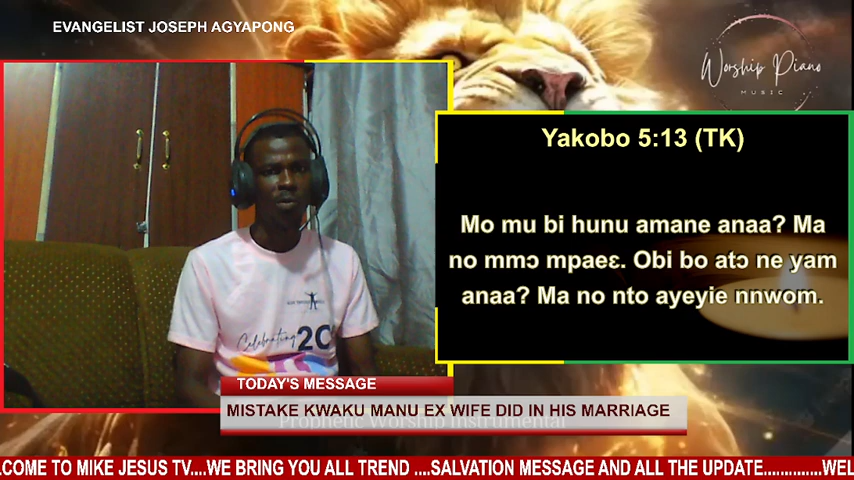 EVANGELIST JOSEPH AGYAPONG
Worship Piano
MUSIC
Yakobo 5:13 (TK)
Mo mu bi hunu amane anaa? Ma
no mmɔ mpaeɛ. Obi bo atɔ ne yam
anaa? Ma no nto ayeyie nnwom.
Celebrating 20
TODAY'S MESSAGE
MISTAKE KWAKU MANU EX WIFE DID IN HIS MARRIAGE
Prophetic Worship Instrumental
LCOME TO MIKE JESUS TV....WE BRING YOU ALL TREND ....SALVATION MESSAGE AND ALL THE UPDATE.............WEL